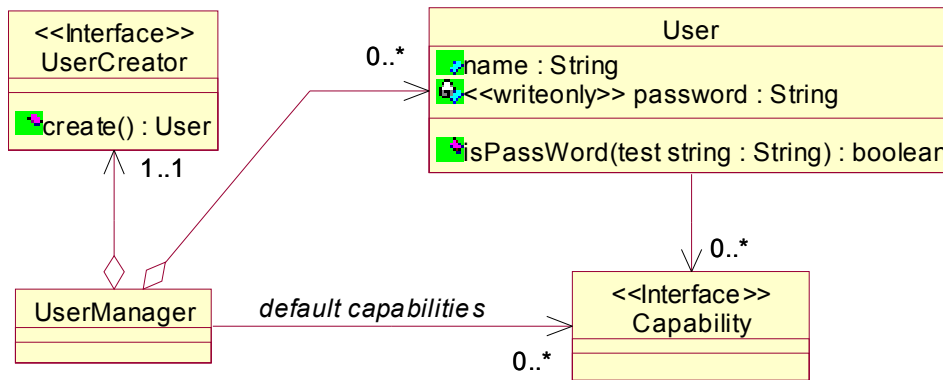 <<Interface>>
UserCreator
create() : User
1..1
0..*
User
name : String
<<writeonly>> password : String
isPassWord(test string : String) : boolean
0..*
UserManager
default capabilities
0..*
<<Interface>>
Capability